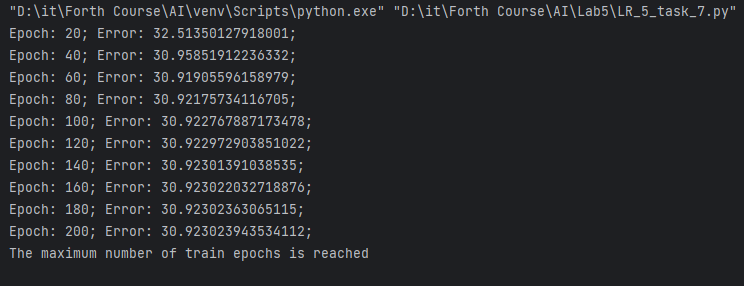 "D:\it\Forth Course\AI\venv\Scripts\python.exe" "D:\it\Forth Course\AI\Lab5\LR_5_task_7.py"
Epoch: 20; Error: 32.51350127918001;
Epoch: 40; Error: 30.95851912236332;
Epoch: 60; Error: 30.91905596158979;
Epoch: 80; Error: 30.92175734116705;
Epoch: 100; Error: 30.922767887173478;
Epoch: 120; Error: 30.922972903851022;
Epoch: 140; Error: 30.92301391038535;
Epoch: 160; Error: 30.923022032718876;
Epoch: 180; Error: 30.92302363065115;
Epoch: 200; Error: 30.923023943534112;
The maximum number of train epochs is reached